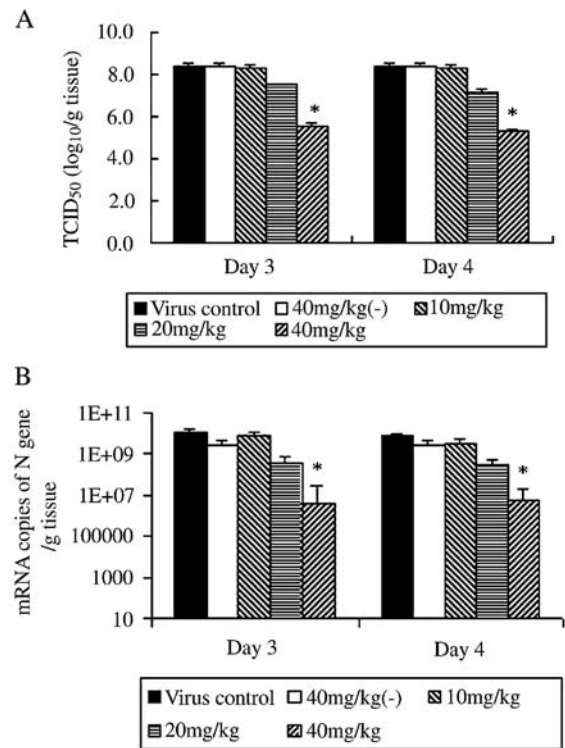 A
TCID50 (log10/g tissue)
10.0
8.0
6.0
4.0
2.0
0.0
*
*
Day 3
Day 4
Virus control
40mg/kg(-)
10mg/kg
20mg/kg
40mg/kg
B
mRNA copies of N gene
/g tissue
1E+11
1E+09
1E+07
100000
1000
10
*
*
Day 3
Day 4
Virus control
40mg/kg(-)
10mg/kg
20mg/kg
40mg/kg